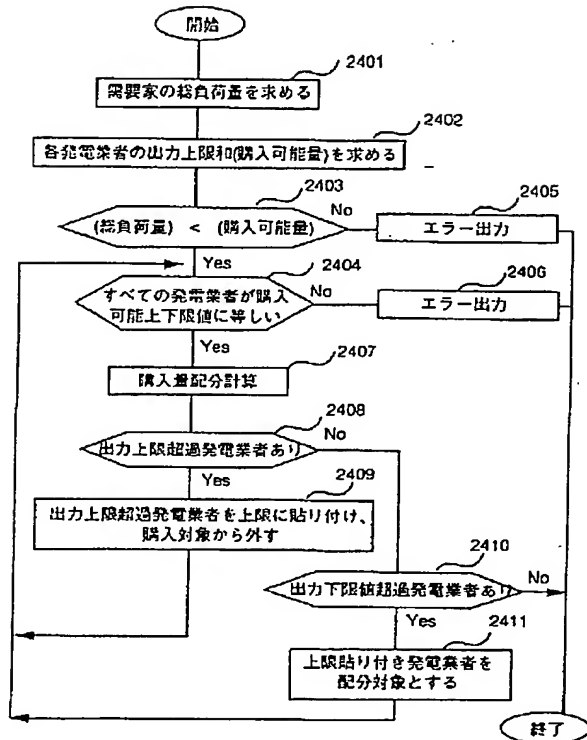 開始
2401
需要家の総負荷量を求める
2402
各発電業者の出力上限和(購入可能量)を求める
2403
(総負荷量) < (購入可能量)
No
2405
エラー出力
Yes
2404
すべての発電業者が購入
可能上下限値に等しい
No
2406
エラー出力
Yes
2407
購入量配分計算
2408
出力上限超過発電業者あり
No
Yes
2409
出力上限超過発電業者を上限に貼り付け、
購入対象から外す
2410
出力下限値超過発電業者あり
No
Yes
2411
上限貼り付き発電業者を
配分対象とする
終了